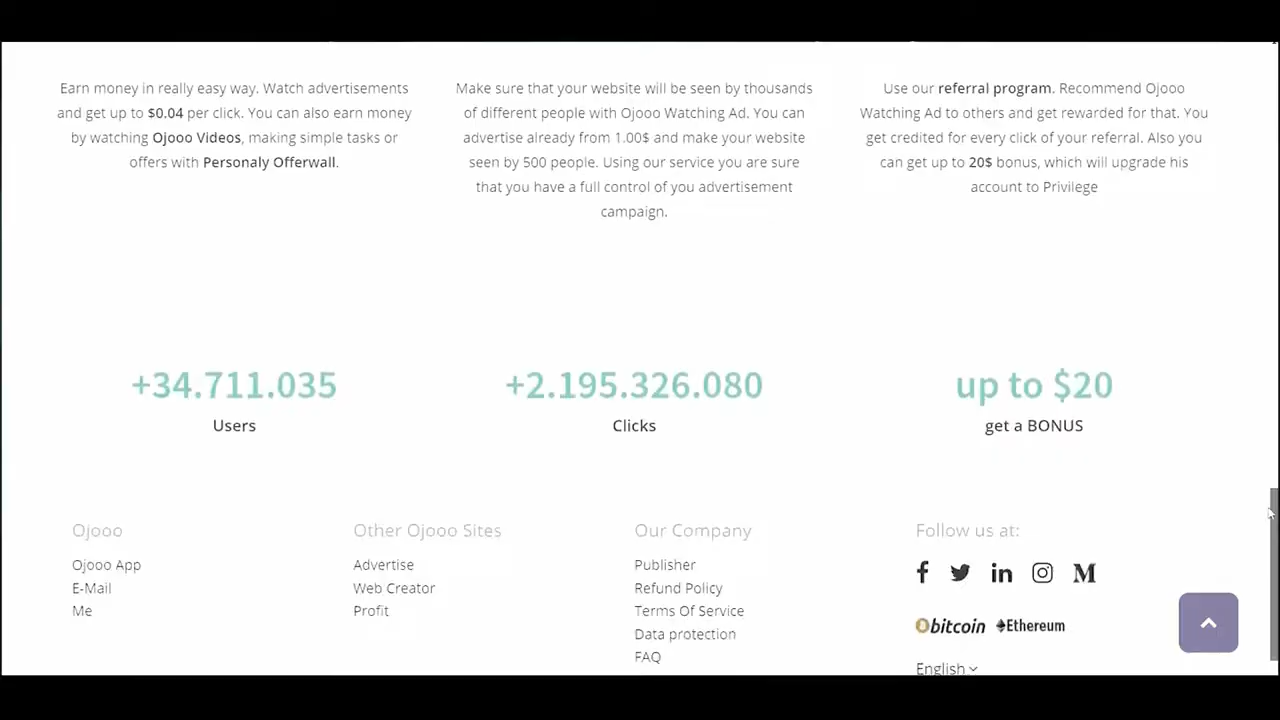 Earn money in really easy way. Watch advertisements
and get up to $0.04 per click. You can also earn money
by watching Ojooo Videos, making simple tasks or
offers with Personaly Offerwall.
Make sure that your website will be seen by thousands
of different people with Ojooo Watching Ad. You can
advertise already from 1.00$ and make your website
seen by 500 people. Using our service you are sure
that you have a full control of you advertisement
campaign.
Use our referral program. Recommend Ojooo
Watching Ad to others and get rewarded for that. You
get credited for every click of your referral. Also you
can get up to 20$ bonus, which will upgrade his
account to Privilege
+34.711.035
Users
+2.195.326.080
Clicks
up to $20
get a BONUS
Ojooo
Ojooo App
E-Mail
Me
Other Ojooo Sites
Advertise
Web Creator
Profit
Our Company
Publisher
Refund Policy
Terms Of Service
Data protection
FAQ
Follow us at:
bitcoin Ethereum
English